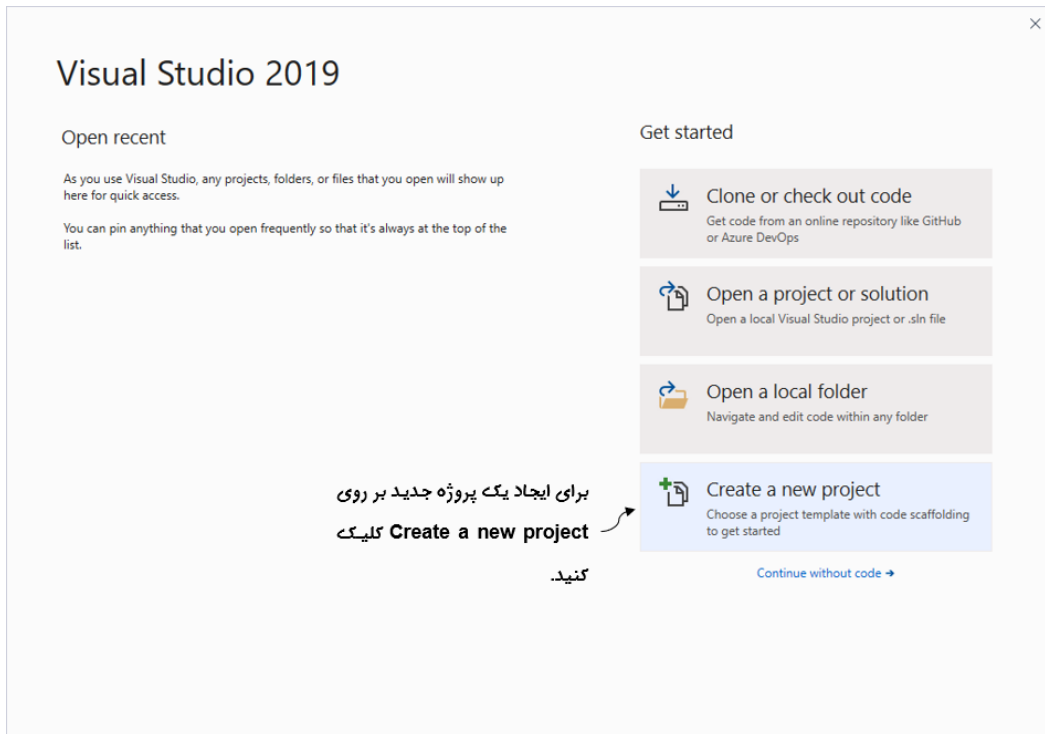 Visual Studio 2019
Open recent
As you use Visual Studio, any projects, folders, or files that you open will show up
here for quick access.
You can pin anything that you open frequently so that it's always at the top of the
list.
Get started
Clone or check out code
Get code from an online repository like GitHub
or Azure DevOps
Open a project or solution
Open a local Visual Studio project or .sln file
Open a local folder
Navigate and edit code within any folder
برای ایجاد یک پروژه جدید بر روی
Create a new project کلیک
کنید.
Create a new project
Choose a project template with code scaffolding
to get started
Continue without code →